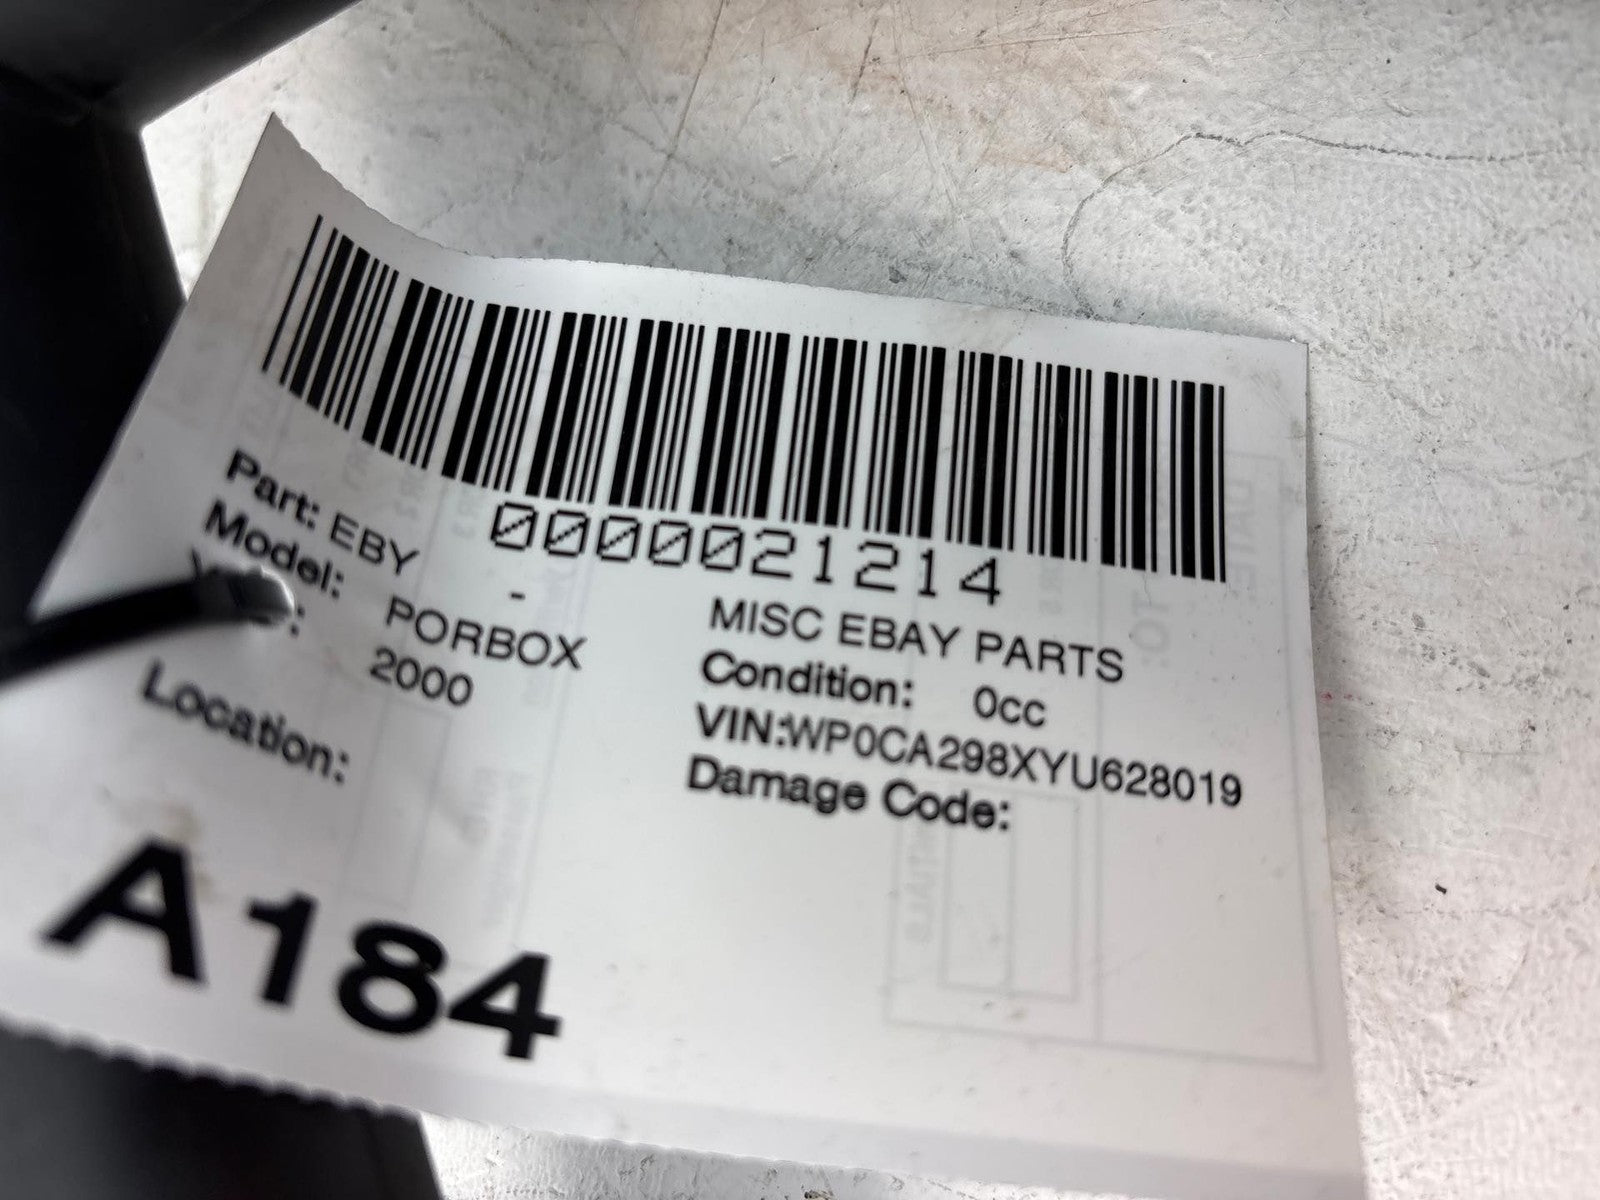 0000021214
Part: EBY -
MISC EBAY PARTS
Model: PORBOX
Condition: 0cc
2000
VIN:WP0CA298XYU628019
Location:
Damage Code:
A184